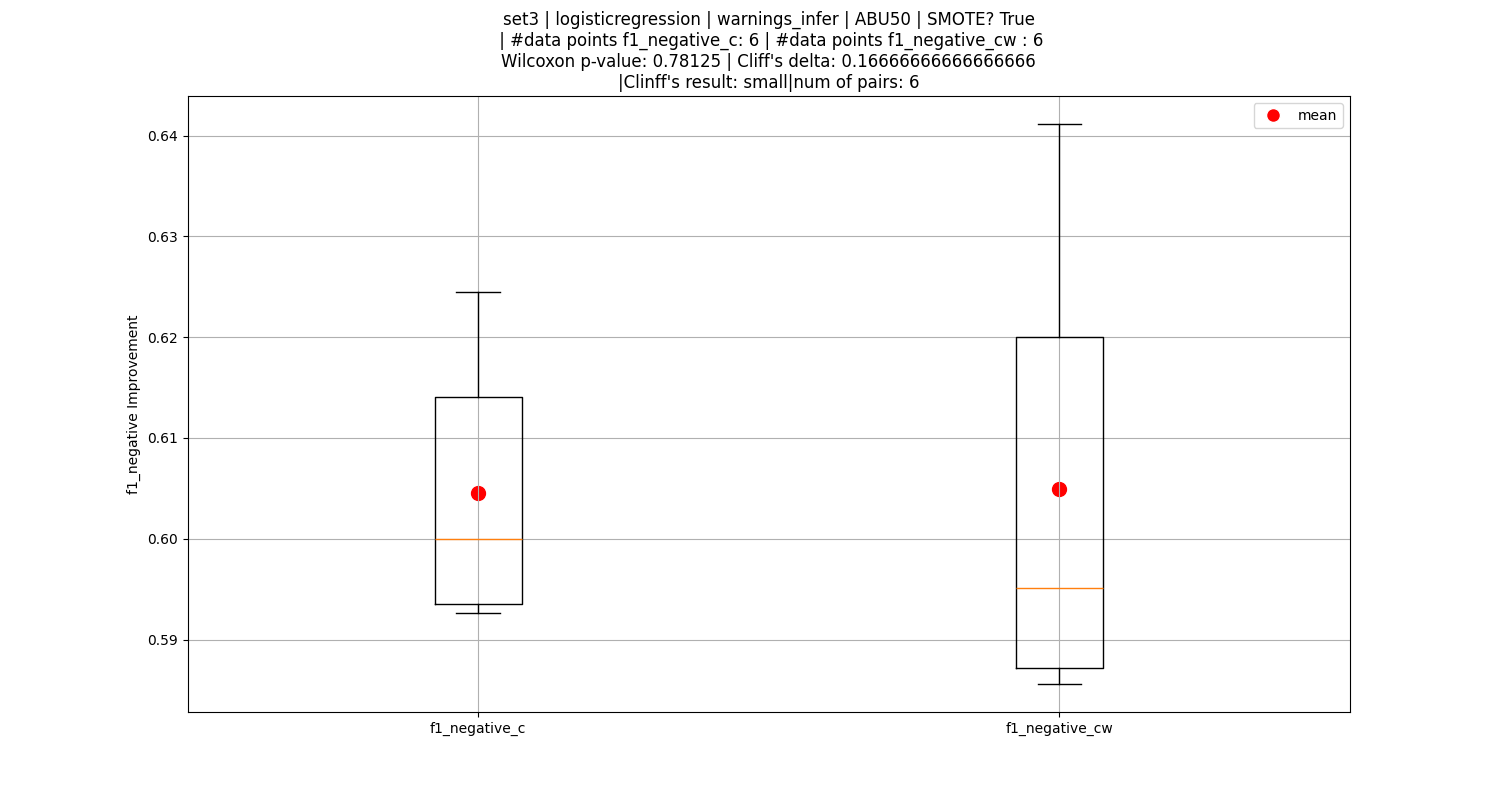 set3 | logisticregression | warnings_infer | ABU50 | SMOTE? True
| #data points f1_negative_c: 6 | #data points f1_negative_cw : 6
Wilcoxon p-value: 0.78125 | Cliff's delta: 0.16666666666666666
|Clinff's result: small|num of pairs: 6
mean
0.64
0.63
0.62
0.61
0.60
0.59
f1_negative Improvement
f1_negative_c
f1_negative_cw